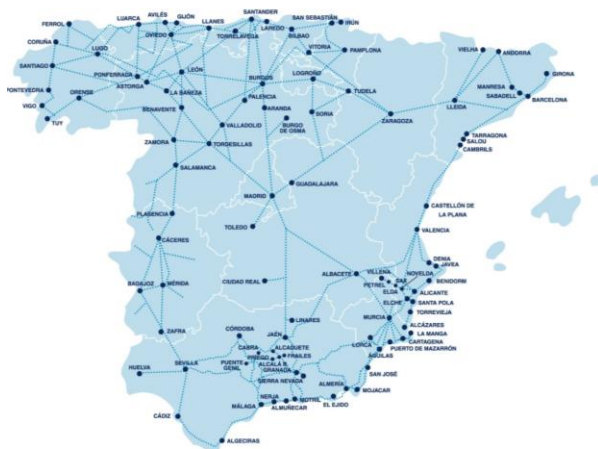 FERROL
LUARCA
AVILÉS
GIJÓN
LLANES
SANTANDER
LAREDO
SAN SEBASTIÁN
IRÚN
CORUÑA
LUGO
OVIEDO
TORRELAVEGA
BILBAO
VITORIA
PAMPLONA
VIELHA
ANDORRA
SANTIAGO
PONFERRADA
LEÓN
BURGOS
LOGROÑO
GIRONA
PONTEVEDRA
ORENSE
ASTORGA
LA BAÑEZA
PALENCIA
TUDELA
MANRESA
SABADELL
BARCELONA
VIGO
BENAVENTE
ARANDA
SORIA
ZARAGOZA
LLEIDA
TUY
VALLADOLID
BURGO
DE OSMA
TARRAGONA
SALOU
CAMBRILS
ZAMORA
TORDESILLAS
SALAMANCA
GUADALAJARA
MADRID
PLASENCIA
TOLEDO
CASTELLÓN DE
LA PLANA
CÁCERES
VALENCIA
BADAJOZ
MÉRIDA
CIUDAD REAL
ALBACETE
VILLENA
SAX
NOVELDA
DENIA
JAVEA
PETREL
ELDA
BENIDORM
ALICANTE
ELCHE
SANTA POLA
ZAFRA
LINARES
MURCIA
TORREVIEJA
CÓRDOBA
JAÉN
LORCA
ALCÁZARES
LA MANGA
CABRA
ALCAUDETE
CARTAGENA
PUERTO DE MAZARRÓN
PRIEGO
FRAILES
AGUILAS
HUELVA
SEVILLA
PUENTE
GENIL
ALCALÁ R.
GRANADA
SIERRA NEVADA
SAN JOSÉ
ALMERÍA
MOJACAR
CÁDIZ
MÁLAGA
NERJA
ALMUÑECAR
MOTRIL
EL EJIDO
ALGECIRAS